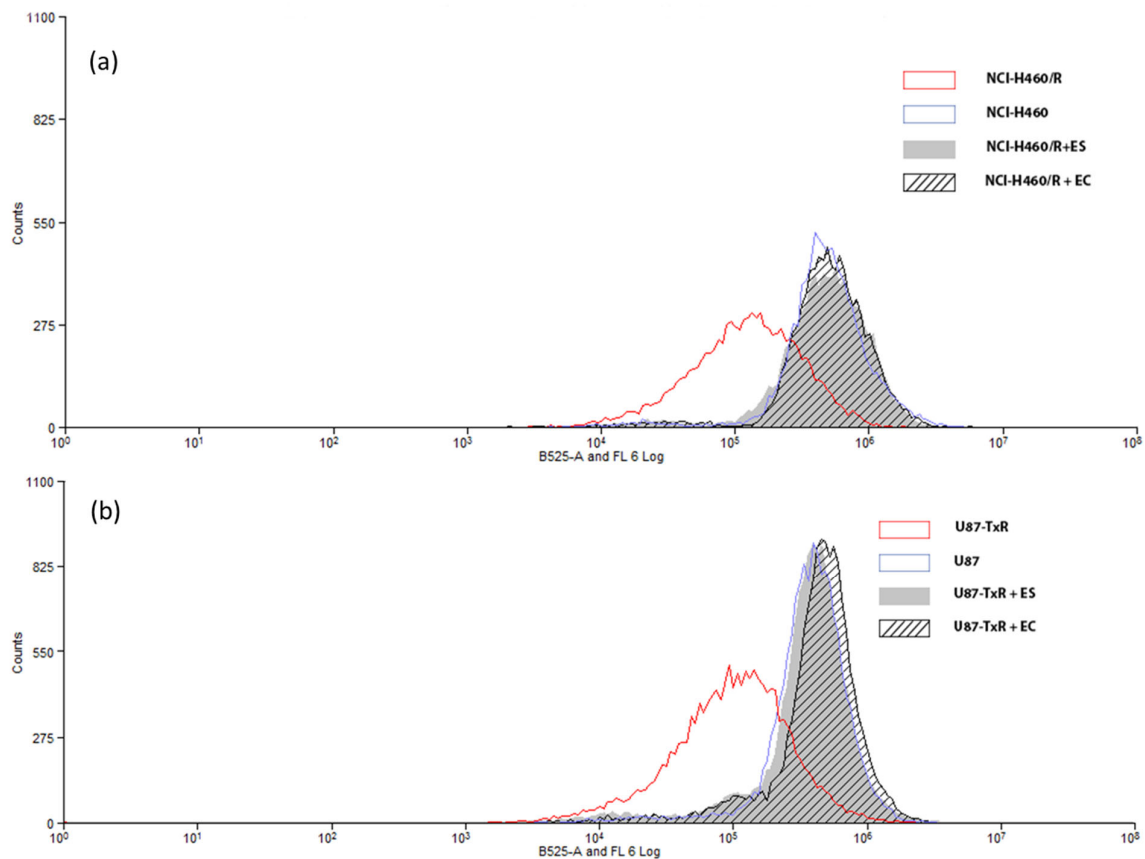 (a)
1100
825
550
275
0
Counts
10⁰ 10¹ 10² 10³ 10⁴ 10⁵ 10⁶ 10⁷ 10⁸
B525-A and FL 6 Log
NCI-H460/R
NCI-H460
NCI-H460/R+ES
NCI-H460/R + EC
(b)
1100
825
550
275
0
Counts
10⁰ 10¹ 10² 10³ 10⁴ 10⁵ 10⁶ 10⁷ 10⁸
B525-A and FL 6 Log
U87-TxR
U87
U87-TxR + ES
U87-TxR + EC